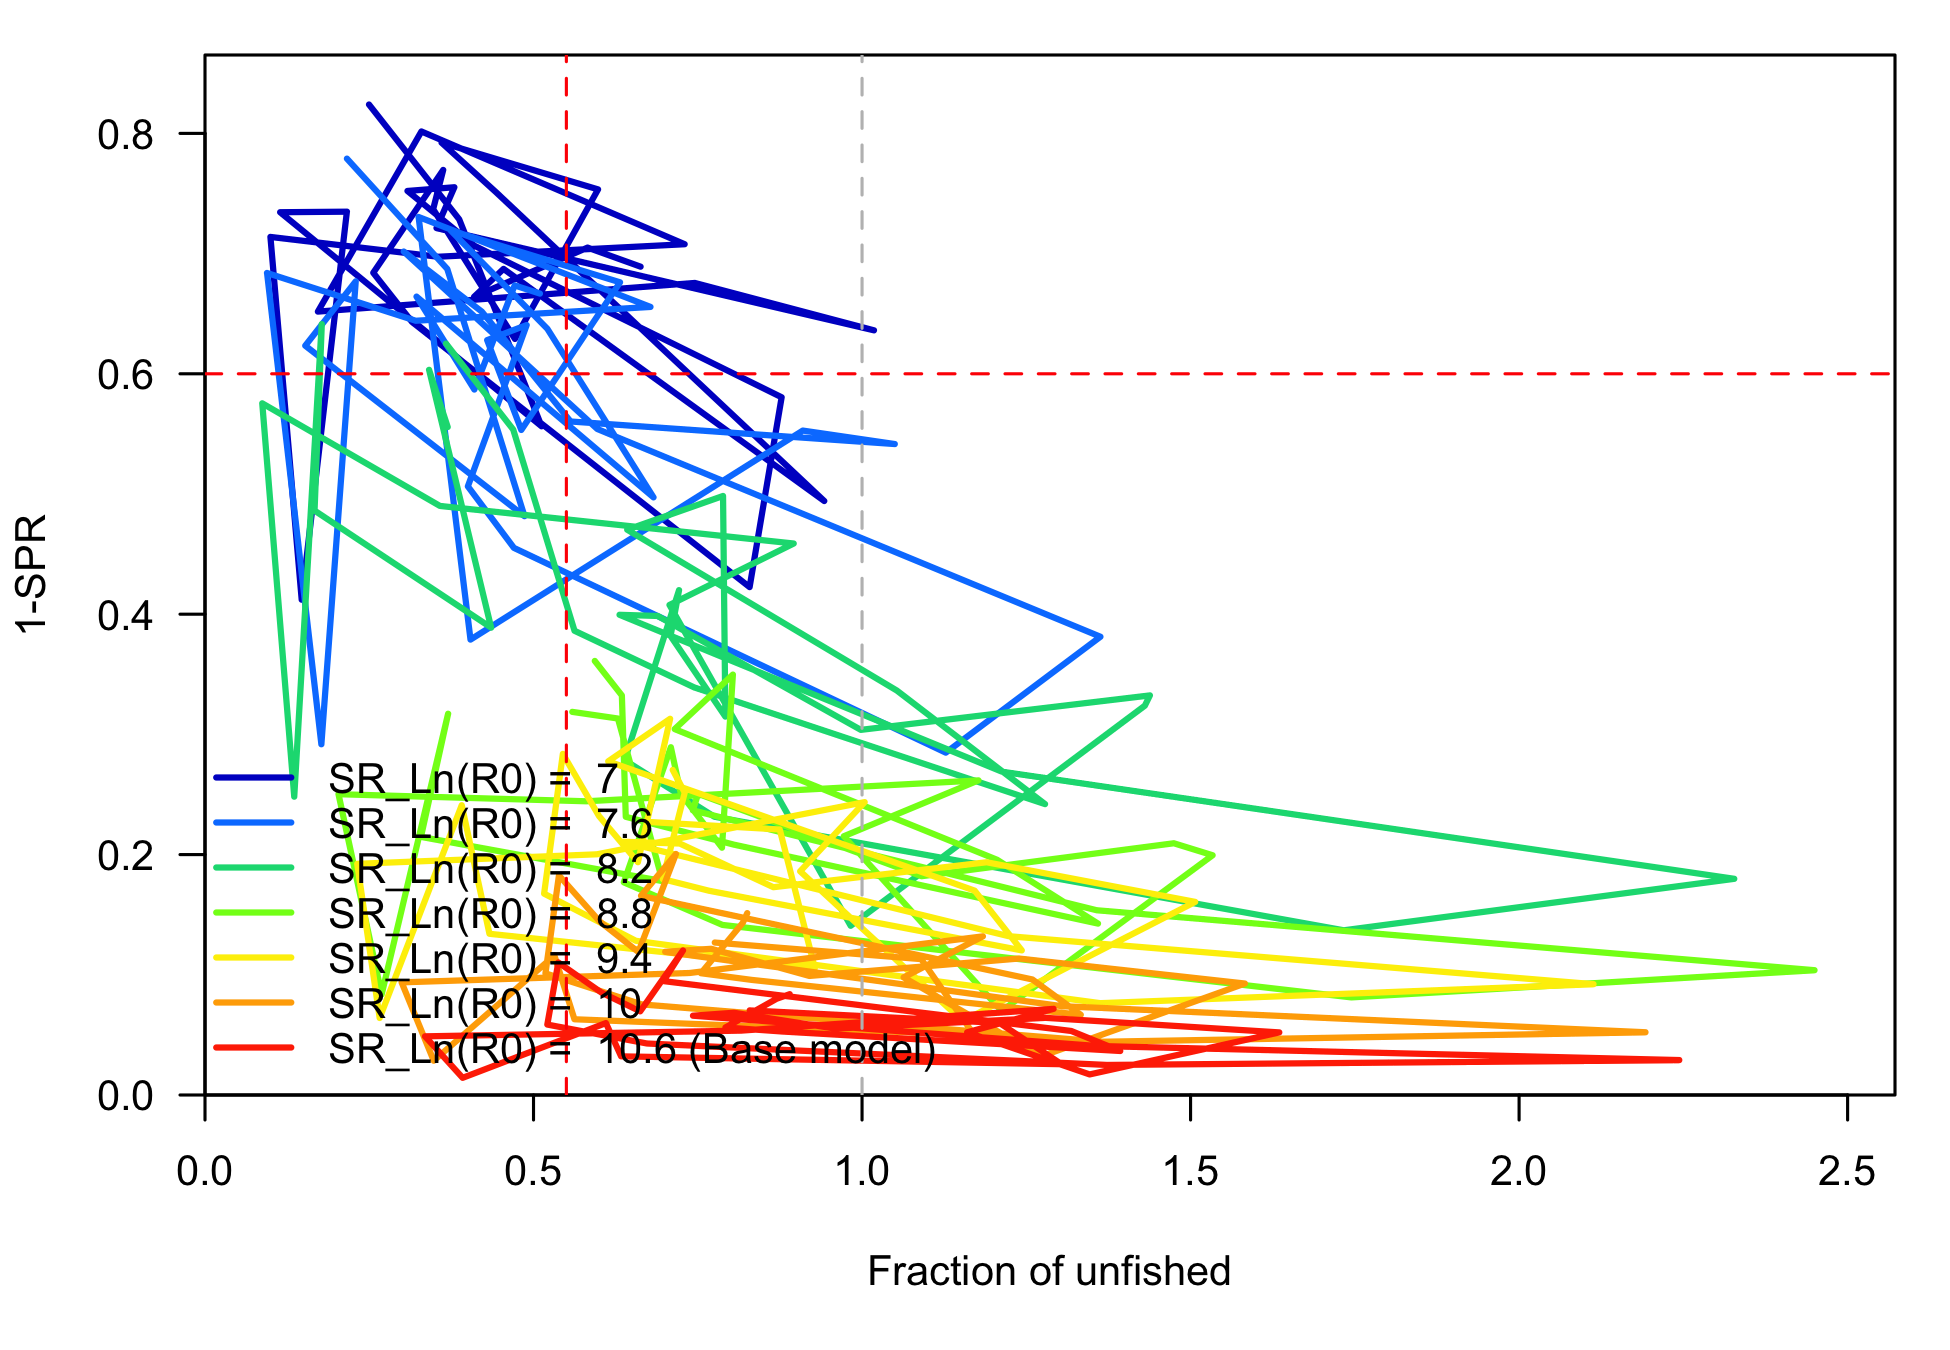 0.8
0.6
0.4
0.2
0.0
1-SPR
SR_Ln(R0) = 7
SR_Ln(R0) = 7.6
SR_Ln(R0) = 8.2
SR_Ln(R0) = 8.8
SR_Ln(R0) = 9.4
SR_Ln(R0) = 10
SR_Ln(R0) = 10.6 (Base model)
0.0 0.5 1.0 1.5 2.0 2.5
Fraction of unfished